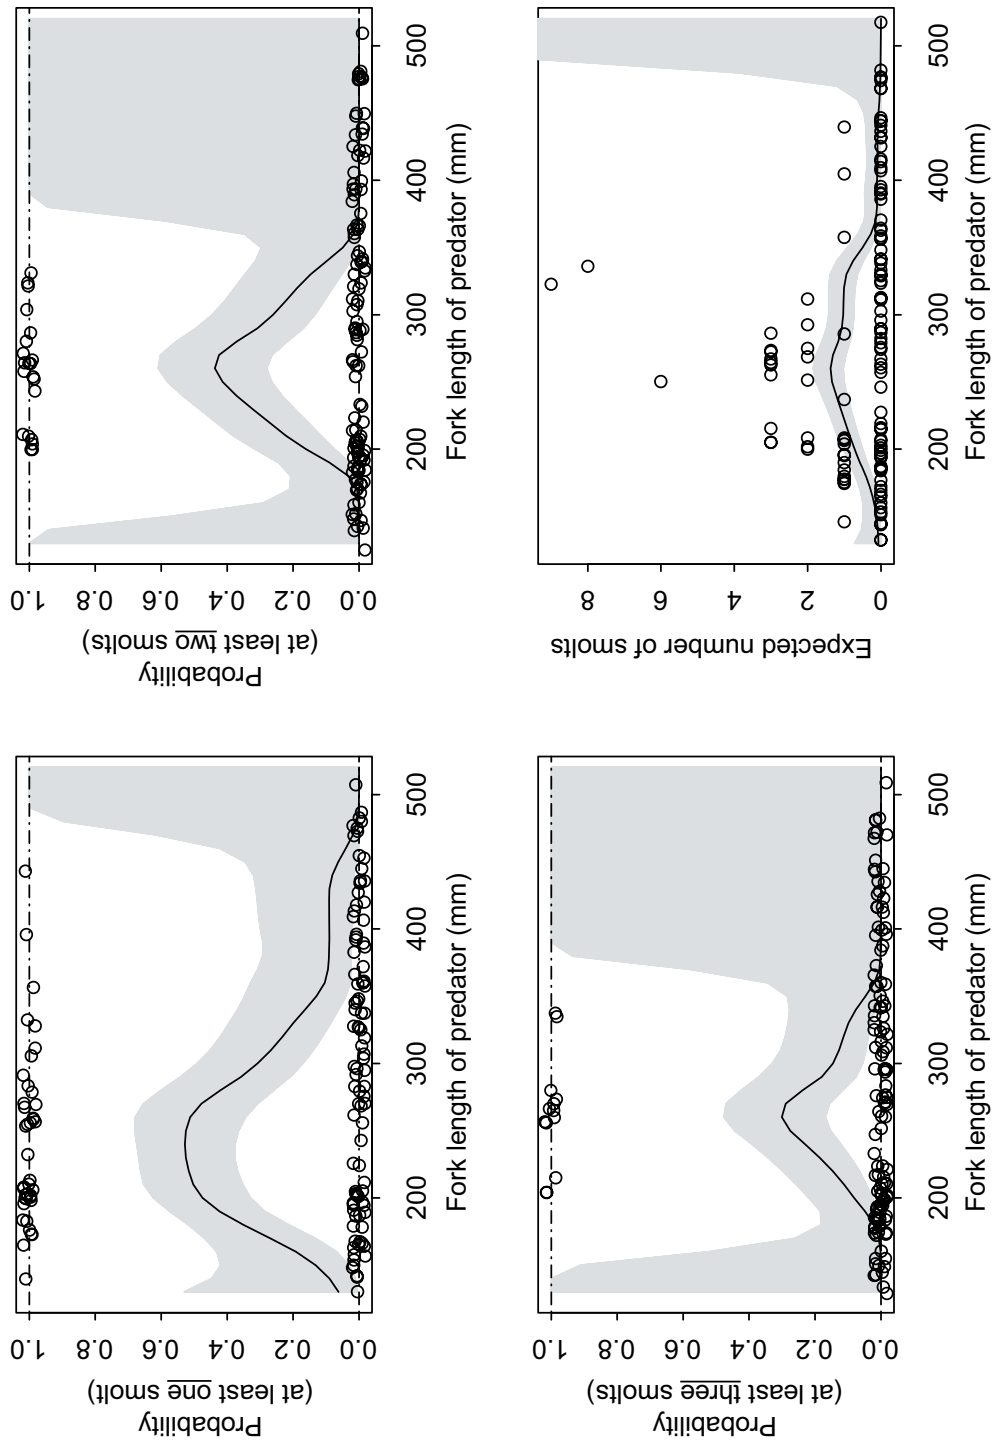 Probability
(at least one smolt)
1.0
0.8
0.6
0.4
0.2
0.0
200 300 400 500
Fork length of predator (mm)
Probability
(at least two smolts)
1.0
0.8
0.6
0.4
0.2
0.0
200 300 400 500
Fork length of predator (mm)
Probability
(at least three smolts)
1.0
0.8
0.6
0.4
0.2
0.0
200 300 400 500
Fork length of predator (mm)
Expected number of smolts
8
6
4
2
0
200 300 400 500
Fork length of predator (mm)